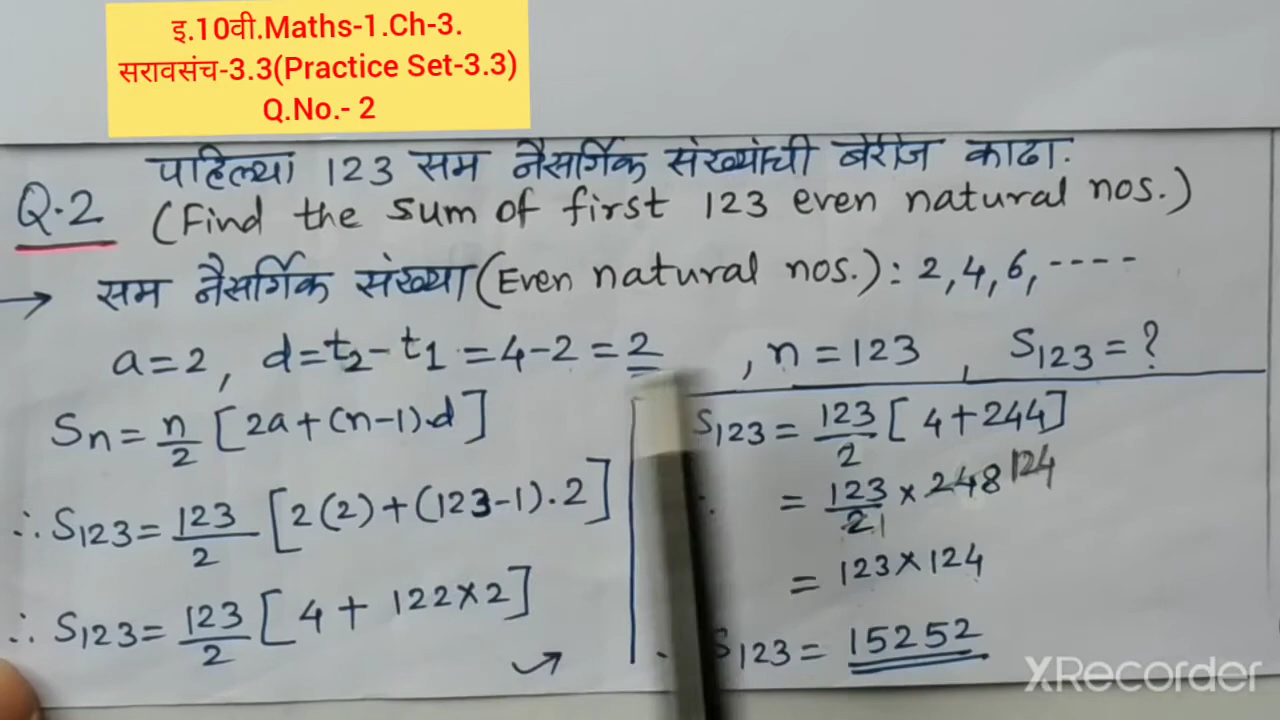 इ.10वी.Maths-1.Ch-3.
सरावसंच-3.3(Practice Set-3.3)
Q.No.- 2
पाहिल्या 123 सम नैसर्गिक संख्यांची बेरीज काढा.
Q.2 (Find the sum of first 123 even natural nos.)
→ सम नैसर्गिक संख्या (Even natural nos.) : 2, 4, 6, ----
a = 2, d = t₂ - t₁ = 4 - 2 = 2, n = 123, S₁₂₃ = ?
Sn = n/2 [2a + (n-1).d]
∴ S₁₂₃ = 123/2 [2(2) + (123-1).2]
∴ S₁₂₃ = 123/2 [4 + 122×2]
S₁₂₃ = 123/2 [4 + 244]
= 123/2 × 248 124
1
= 123 × 124
S₁₂₃ = 15252
XRecorder